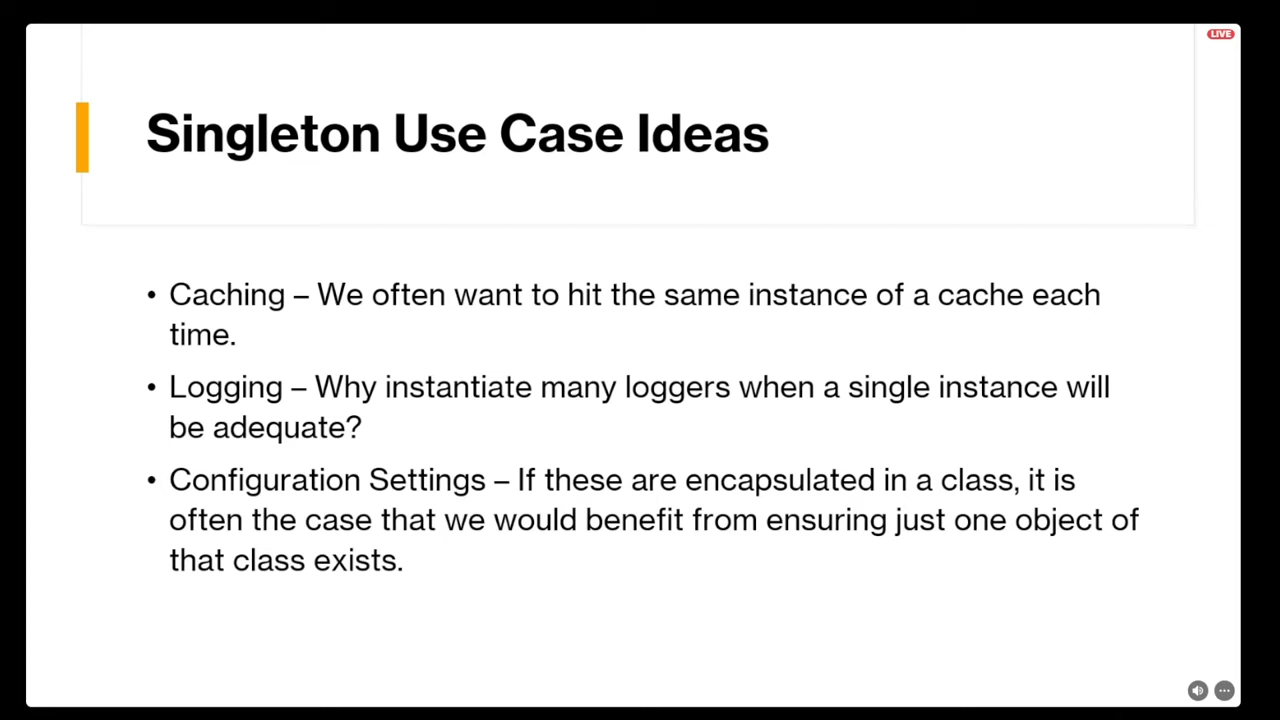 LIVE
Singleton Use Case Ideas
• Caching – We often want to hit the same instance of a cache each
time.
• Logging – Why instantiate many loggers when a single instance will
be adequate?
• Configuration Settings – If these are encapsulated in a class, it is
often the case that we would benefit from ensuring just one object of
that class exists.